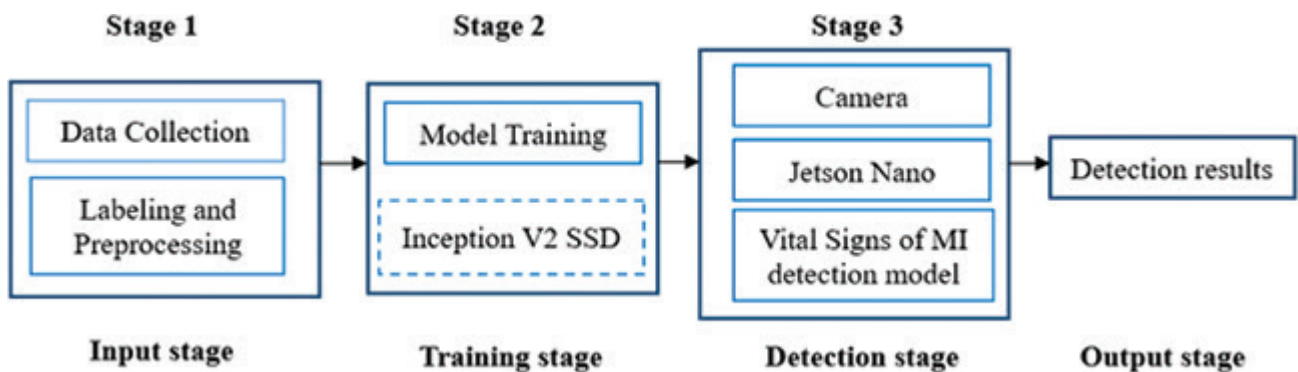 Stage 1
Stage 2
Stage 3
Data Collection
Labeling and
Preprocessing
Model Training
Inception V2 SSD
Camera
Jetson Nano
Vital Signs of MI
detection model
Detection results
Input stage
Training stage
Detection stage
Output stage